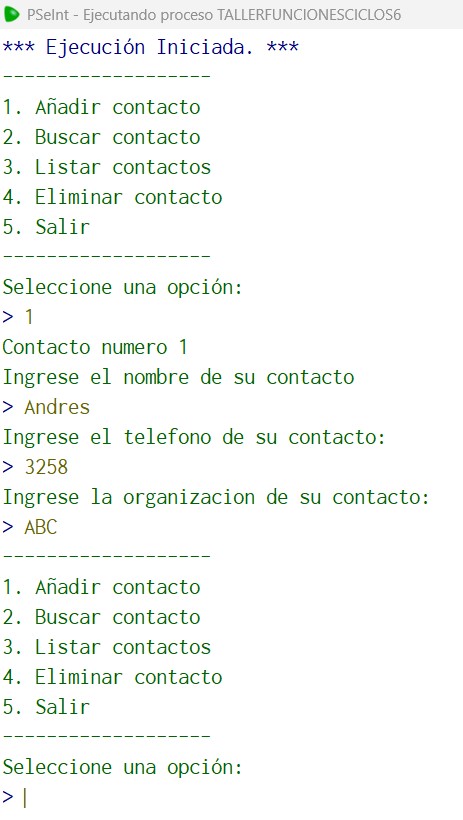 PSeInt - Ejecutando proceso TALLERFUNCIONESCICLOS6
*** Ejecución Iniciada. ***
-------------------
1. Añadir contacto
2. Buscar contacto
3. Listar contactos
4. Eliminar contacto
5. Salir
-------------------
Seleccione una opción:
> 1
Contacto numero 1
Ingrese el nombre de su contacto
> Andres
Ingrese el telefono de su contacto:
> 3258
Ingrese la organizacion de su contacto:
> ABC
-------------------
1. Añadir contacto
2. Buscar contacto
3. Listar contactos
4. Eliminar contacto
5. Salir
-------------------
Seleccione una opción:
>